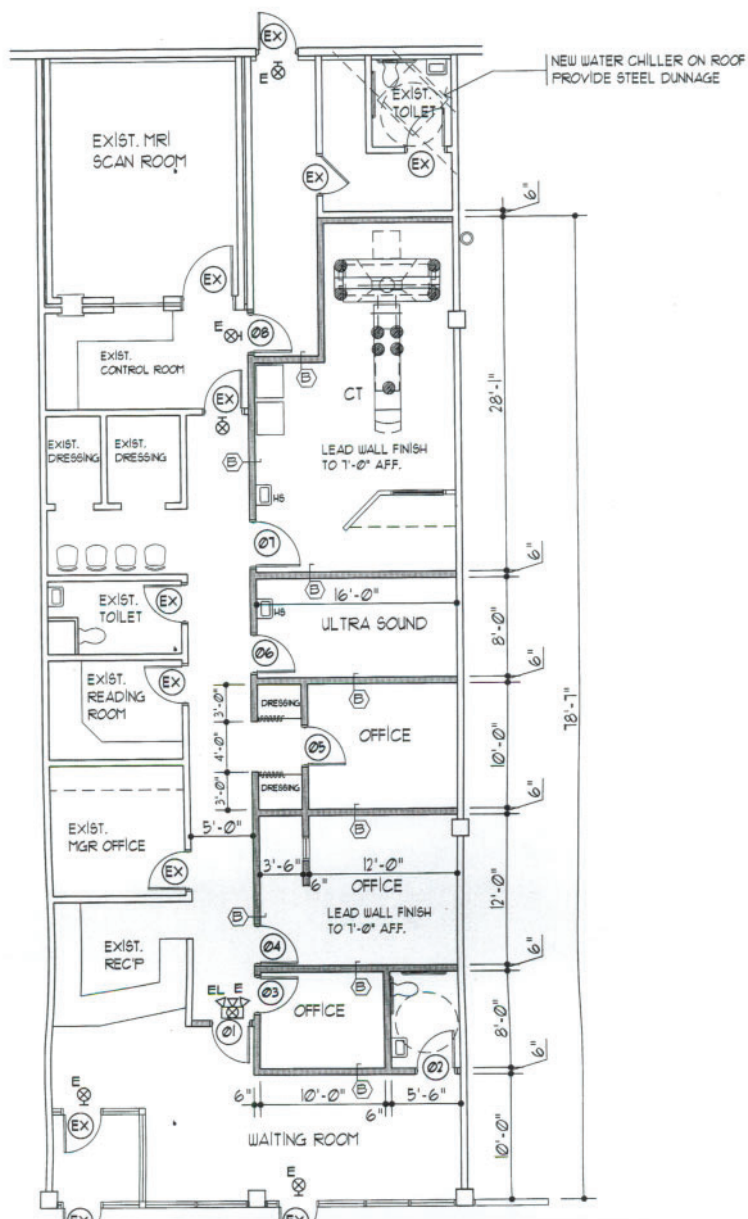 NEW WATER CHILLER ON ROOF
PROVIDE STEEL DUNNAGE
E
EXIST.
TOILET
EX
EX
EXIST. MRI
SCAN ROOM
6"
EX
E
08
EXIST.
CONTROL ROOM
B
CT
28'-1"
EX
EXIST.
DRESSING
EXIST.
DRESSING
B
LEAD WALL FINISH
TO 7'-0" AFF.
HS
07
6"
B
16'-0"
EXIST.
TOILET
EX
HS
ULTRA SOUND
8'-0"
06
6"
EXIST.
READING
ROOM
EX
B
3'-0"
DRESSING
OFFICE
05
4'-0"
10'-0"
78'-7"
3'-0"
DRESSING
6"
EXIST.
MGR OFFICE
5'-0"
B
EX
3'-6"
12'-0"
6"
OFFICE
12'-0"
B
LEAD WALL FINISH
TO 7'-0" AFF.
EXIST.
REC'P
04
6"
EL
E
03
B
01
OFFICE
8'-0"
02
6"
E
B
6"
10'-0"
6"
5'-6"
EX
WAITING ROOM
10'-0"
E
EX
EX